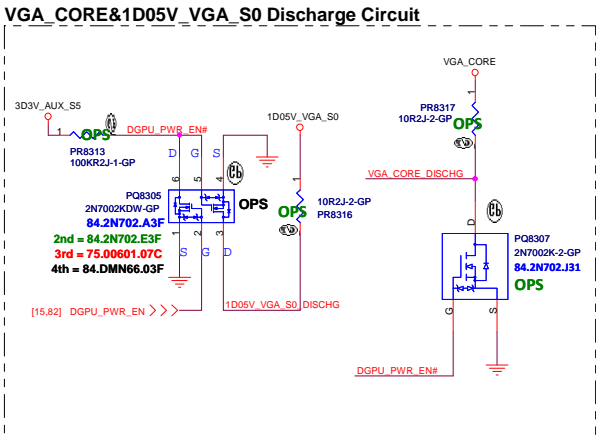 VGA_CORE&1D05V_VGA_S0 Discharge Circuit
VGA_CORE
3D3V_AUX_S5
1
OPS
DGPU_PWR_EN#
PR8313
100KR2J-1-GP
1D05V_VGA_S0
1
PR8317
10R2J-2-GP
OPS
D G S
6 5 4
VGA_CORE_DISCHG
PQ8305
2N7002KDW-GP
84.2N702.A3F
2nd = 84.2N702.E3F
3rd = 75.00601.07C
4th = 84.DMN66.03F
OPS
1
OPS
10R2J-2-GP
PR8316
1 2 3
S G D
D
PQ8307
2N7002K-2-GP
84.2N702.J31
OPS
G
S
[15,82] DGPU_PWR_EN
1D05V_VGA_S0_DISCHG
DGPU_PWR_EN#